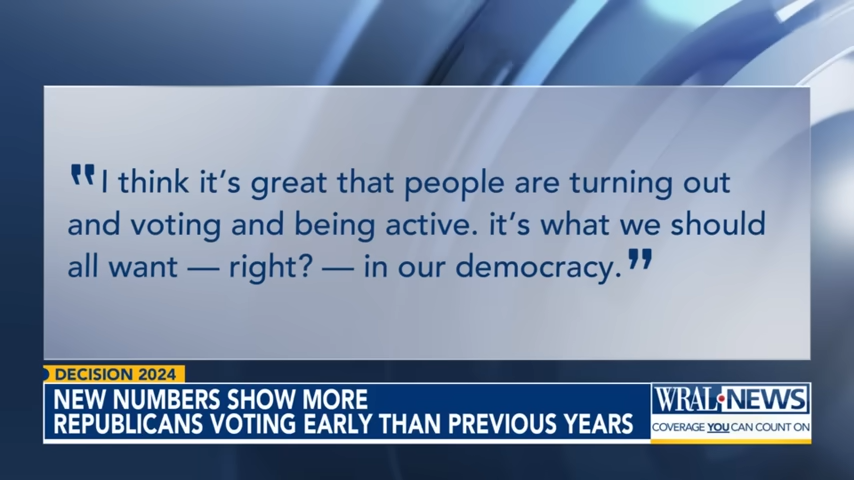 "I think it's great that people are turning out
and voting and being active. it's what we should
all want — right? — in our democracy."
DECISION 2024
NEW NUMBERS SHOW MORE
REPUBLICANS VOTING EARLY THAN PREVIOUS YEARS
WRAL NEWS
COVERAGE YOU CAN COUNT ON